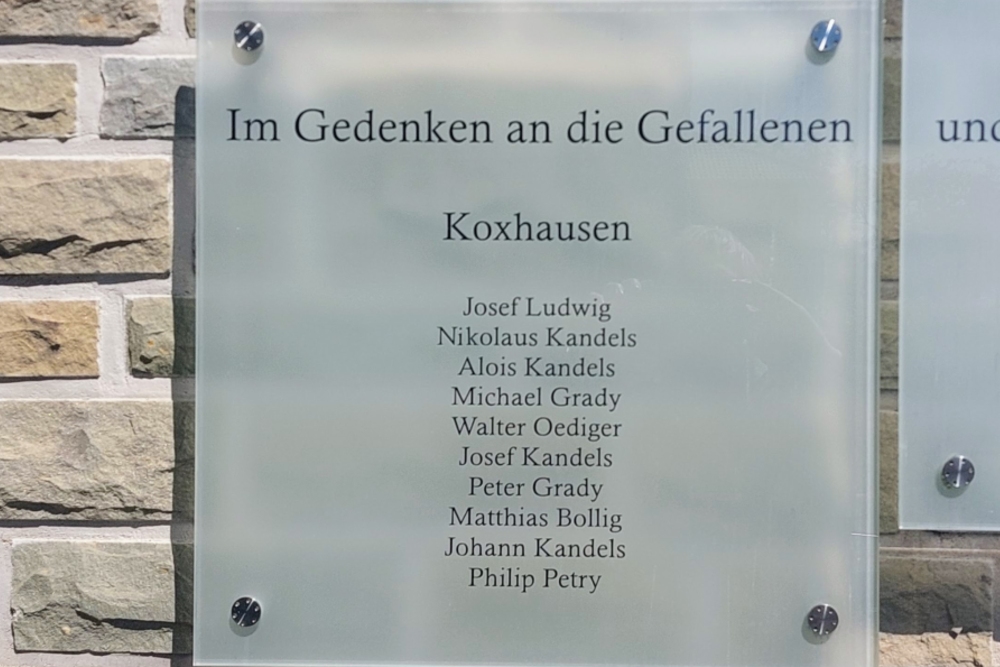 Im Gedenken an die Gefallenen
und
Koxhausen
Josef Ludwig
Nikolaus Kandels
Alois Kandels
Michael Grady
Walter Oediger
Josef Kandels
Peter Grady
Matthias Bollig
Johann Kandels
Philip Petry